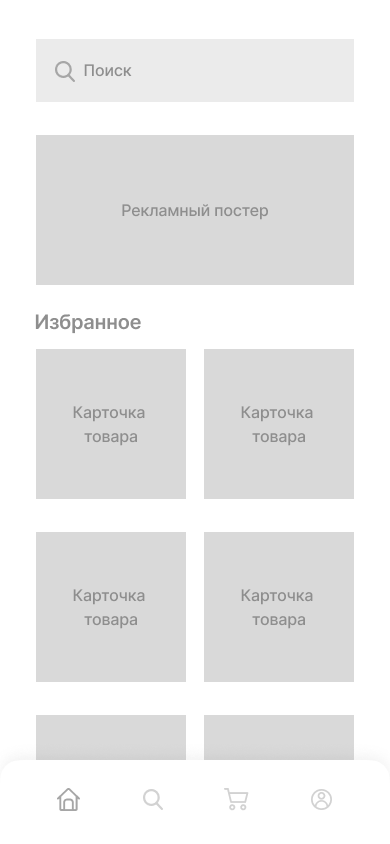 Поиск
Рекламный постер
Избранное
Карточка
товара
Карточка
товара
Карточка
товара
Карточка
товара